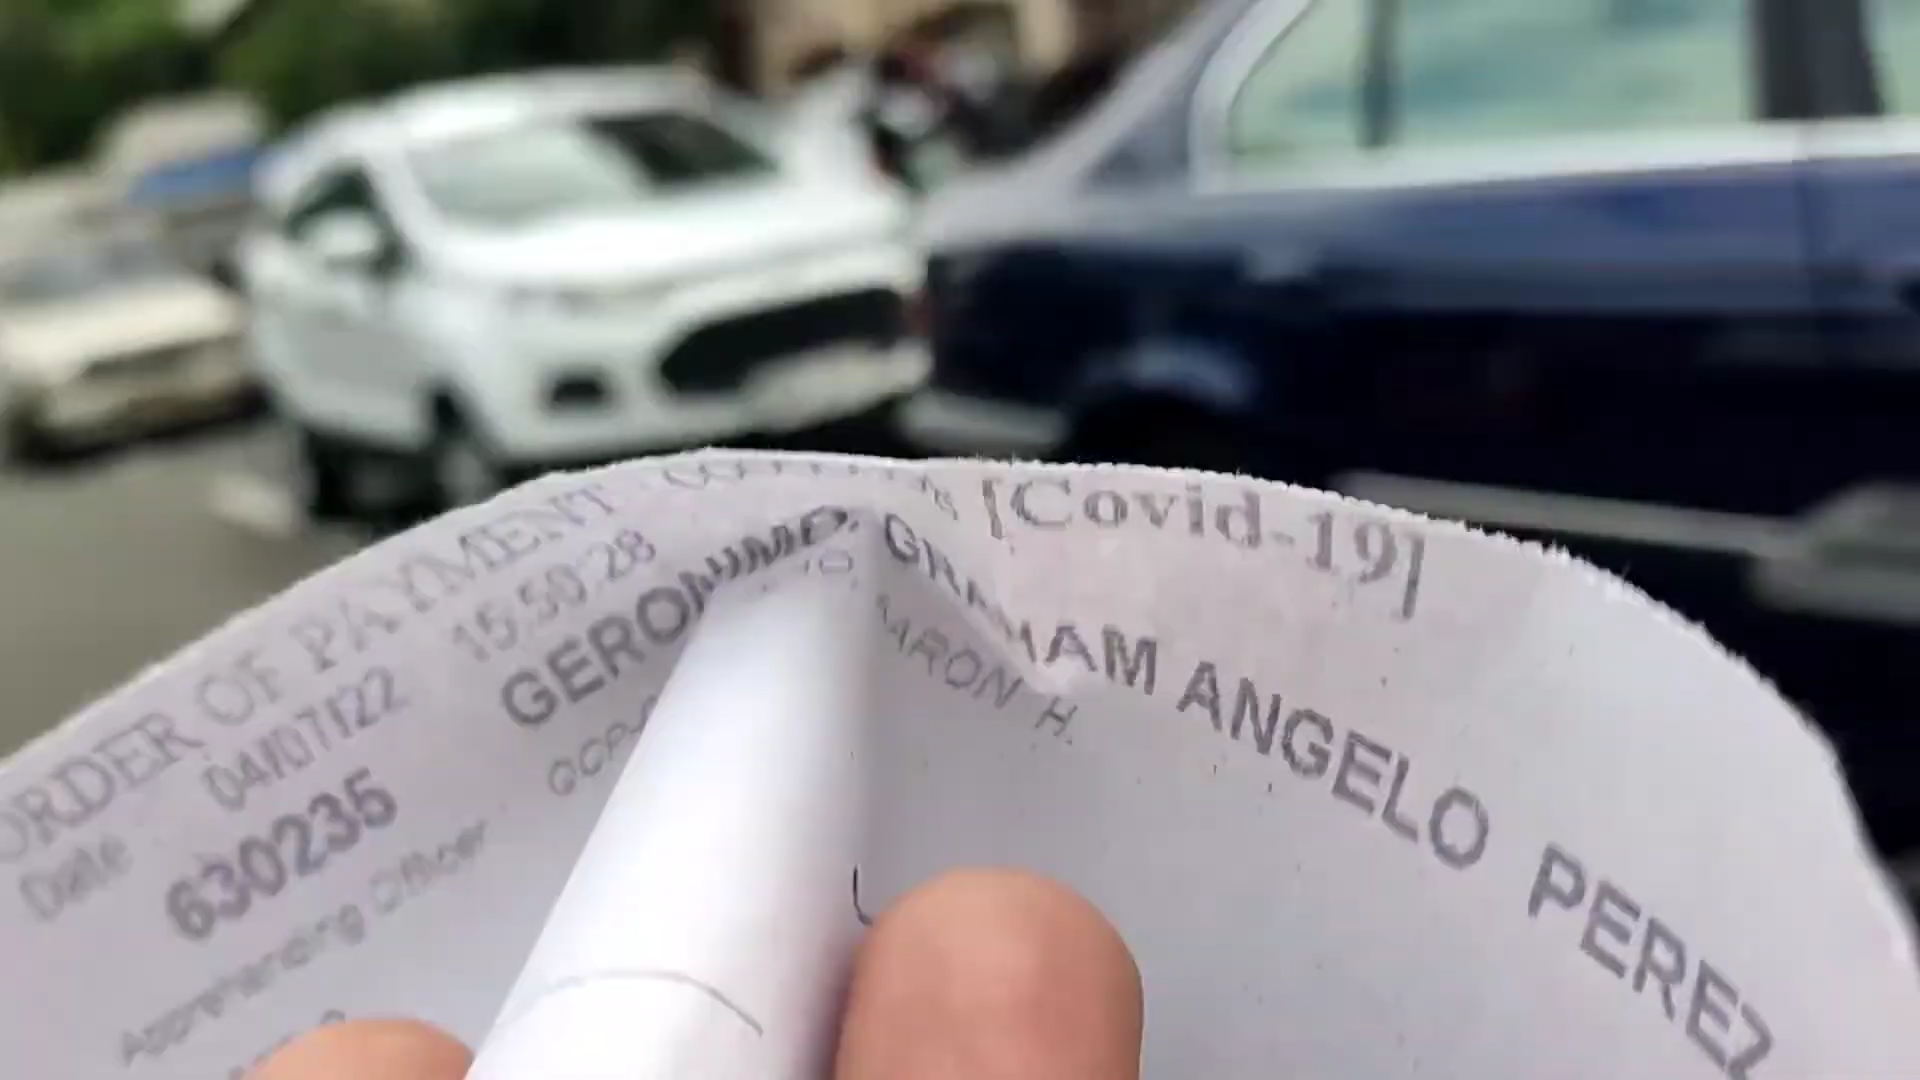 ORDER OF PAYMENT [Covid-19]
Date 04/07/22 15:50:28
630235 GERONIMO, GRAHAM ANGELO PEREZ
Apprehending Officer AARON H.